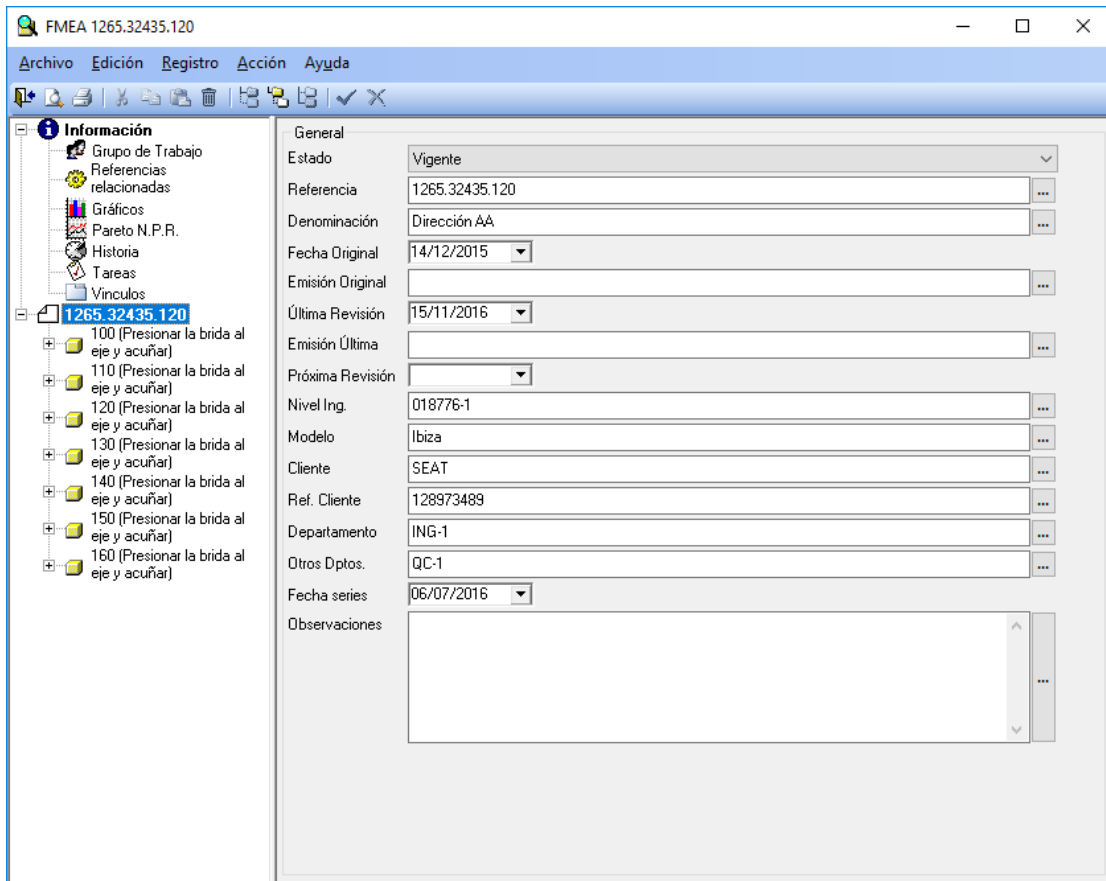 FMEA 1265.32435.120
Archivo Edición Registro Acción Ayuda
Información
Grupo de Trabajo
Referencias
relacionadas
Gráficos
Pareto N.P.R.
Historia
Tareas
Vinculos
1265.32435.120
100 (Presionar la brida al
eje y acuñar)
110 (Presionar la brida al
eje y acuñar)
120 (Presionar la brida al
eje y acuñar)
130 (Presionar la brida al
eje y acuñar)
140 (Presionar la brida al
eje y acuñar)
150 (Presionar la brida al
eje y acuñar)
160 (Presionar la brida al
eje y acuñar)
General
Estado Vigente
Referencia 1265.32435.120 ...
Denominación Dirección AA ...
Fecha Original 14/12/2015
Emisión Original ...
Última Revisión 15/11/2016
Emisión Última ...
Próxima Revisión
Nivel Ing. 018776-1 ...
Modelo Ibiza ...
Cliente SEAT ...
Ref. Cliente 128973489 ...
Departamento ING-1 ...
Otros Dptos. QC-1 ...
Fecha series 06/07/2016
Observaciones ...